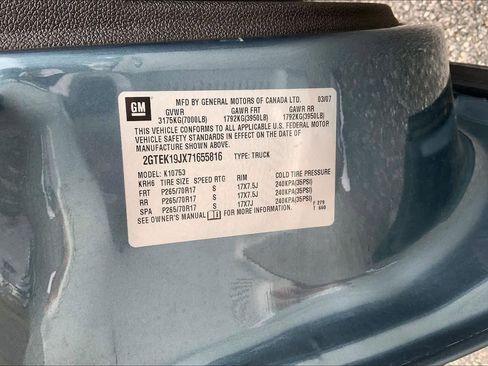 GM
MFD BY GENERAL MOTORS OF CANADA LTD. 03/07
GVWR GAWR FRT GAWR RR
3175KG(7000LB) 1792KG(3950LB) 1792KG(3950LB)
THIS VEHICLE CONFORMS TO ALL APPLICABLE U.S. FEDERAL MOTOR
VEHICLE SAFETY STANDARDS IN EFFECT ON THE DATE OF
MANUFACTURE SHOWN ABOVE.
2GTEK19JX71655816 TYPE: TRUCK
MODEL: K10753
KRH6 TIRE SIZE SPEED RTG RIM COLD TIRE PRESSURE
FRT P265/70R17 S 17X7.5J 240KPA(35PSI)
RR P265/70R17 S 17X7.5J 240KPA(35PSI)
SPA P265/70R17 S 17X7J 240KPA(35PSI)
SEE OWNER'S MANUAL FOR MORE INFORMATION. F 279
T 660